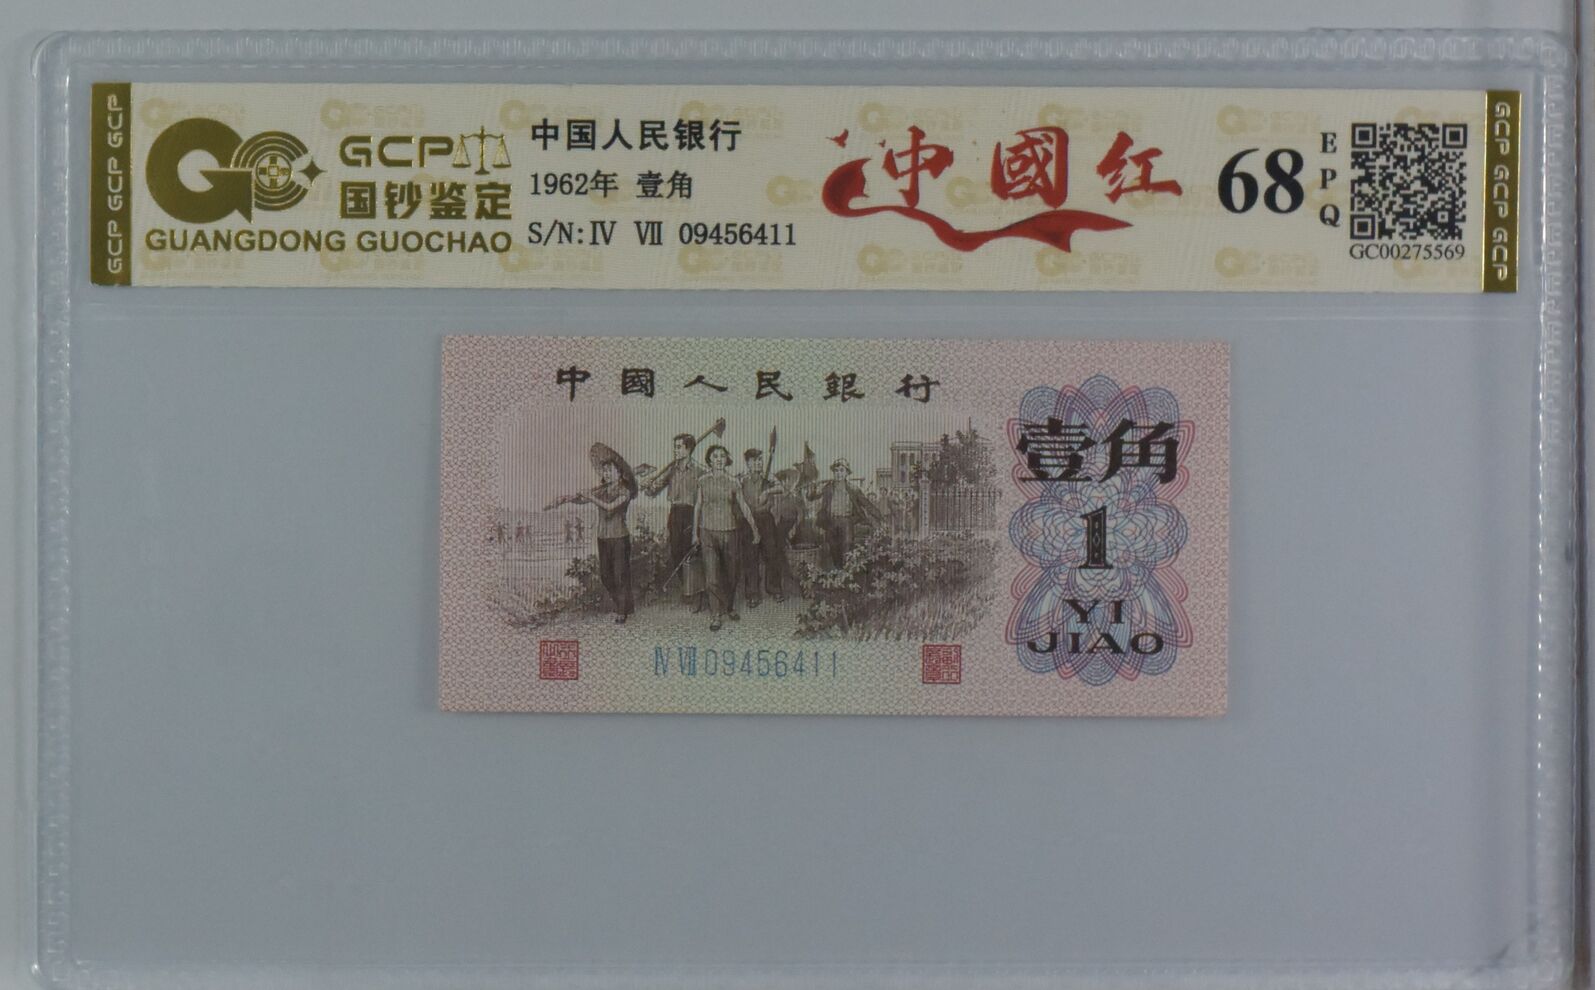 GCP GCP GCP
GCP
国钞鉴定
GUANGDONG GUOCHAO
中国人民银行
1962年 壹角
S/N:Ⅳ Ⅶ 09456411
中國红
68
EPQ
GC00275569
GCP GCP GCP
中國人民銀行
壹角
1
YI
JIAO
Ⅳ Ⅶ 09456411